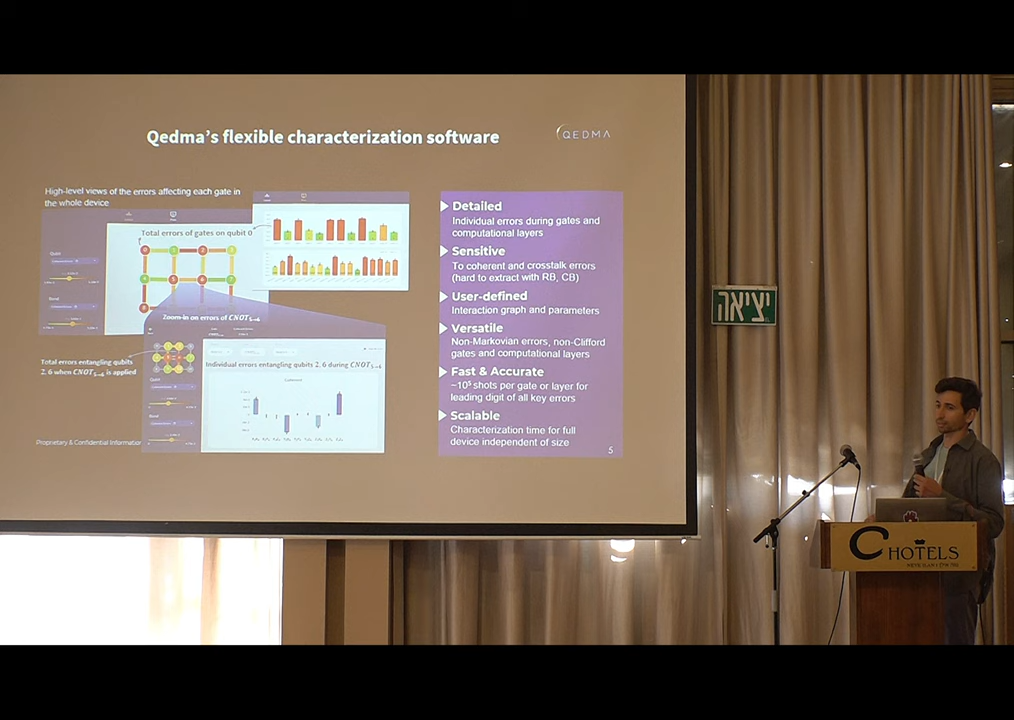 Qedma's flexible characterization software
QEDMA
High-level views of the errors affecting each gate in
the whole device
Total errors of gates on qubit 0
Zoom-in on errors of CNOT₅₋₆
Total errors entangling qubits
2, 6 when CNOT₅₋₆ is applied
Individual errors entangling qubits 2, 6 during CNOT₅₋₆
Proprietary & Confidential Information
Detailed
Individual errors during gates and
computational layers
Sensitive
To coherent and crosstalk errors
(hard to extract with RB, CB)
User-defined
Interaction graph and parameters
Versatile
Non-Markovian errors, non-Clifford
gates and computational layers
Fast & Accurate
~10⁵ shots per gate or layer for
leading digit of all key errors
Scalable
Characterization time for full
device independent of size
5
יציאה
C HOTELS